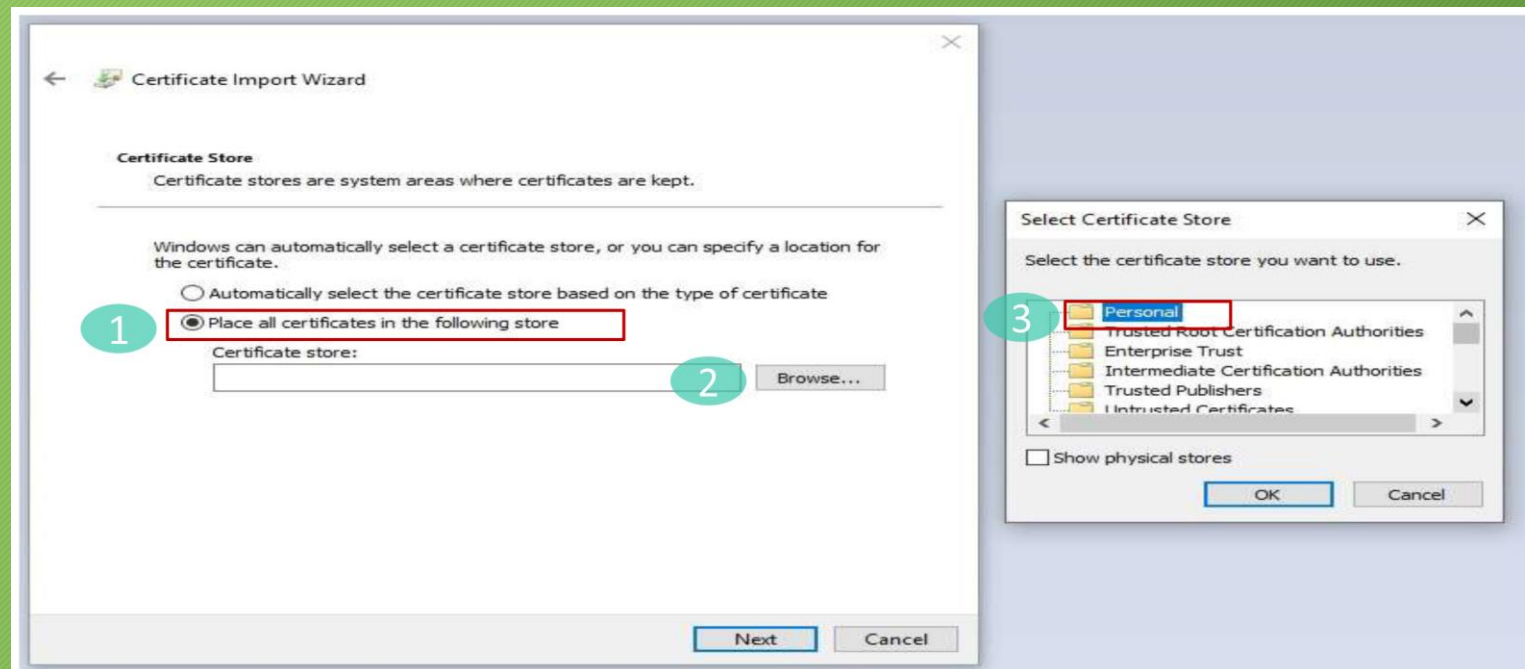 Certificate Import Wizard
Certificate Store
Certificate stores are system areas where certificates are kept.
Windows can automatically select a certificate store, or you can specify a location for
the certificate.
Automatically select the certificate store based on the type of certificate
1
Place all certificates in the following store
Certificate store:
2
Browse...
Next
Cancel
Select Certificate Store
Select the certificate store you want to use.
3
Personal
Trusted Root Certification Authorities
Enterprise Trust
Intermediate Certification Authorities
Trusted Publishers
Untrusted Certificates
Show physical stores
OK
Cancel